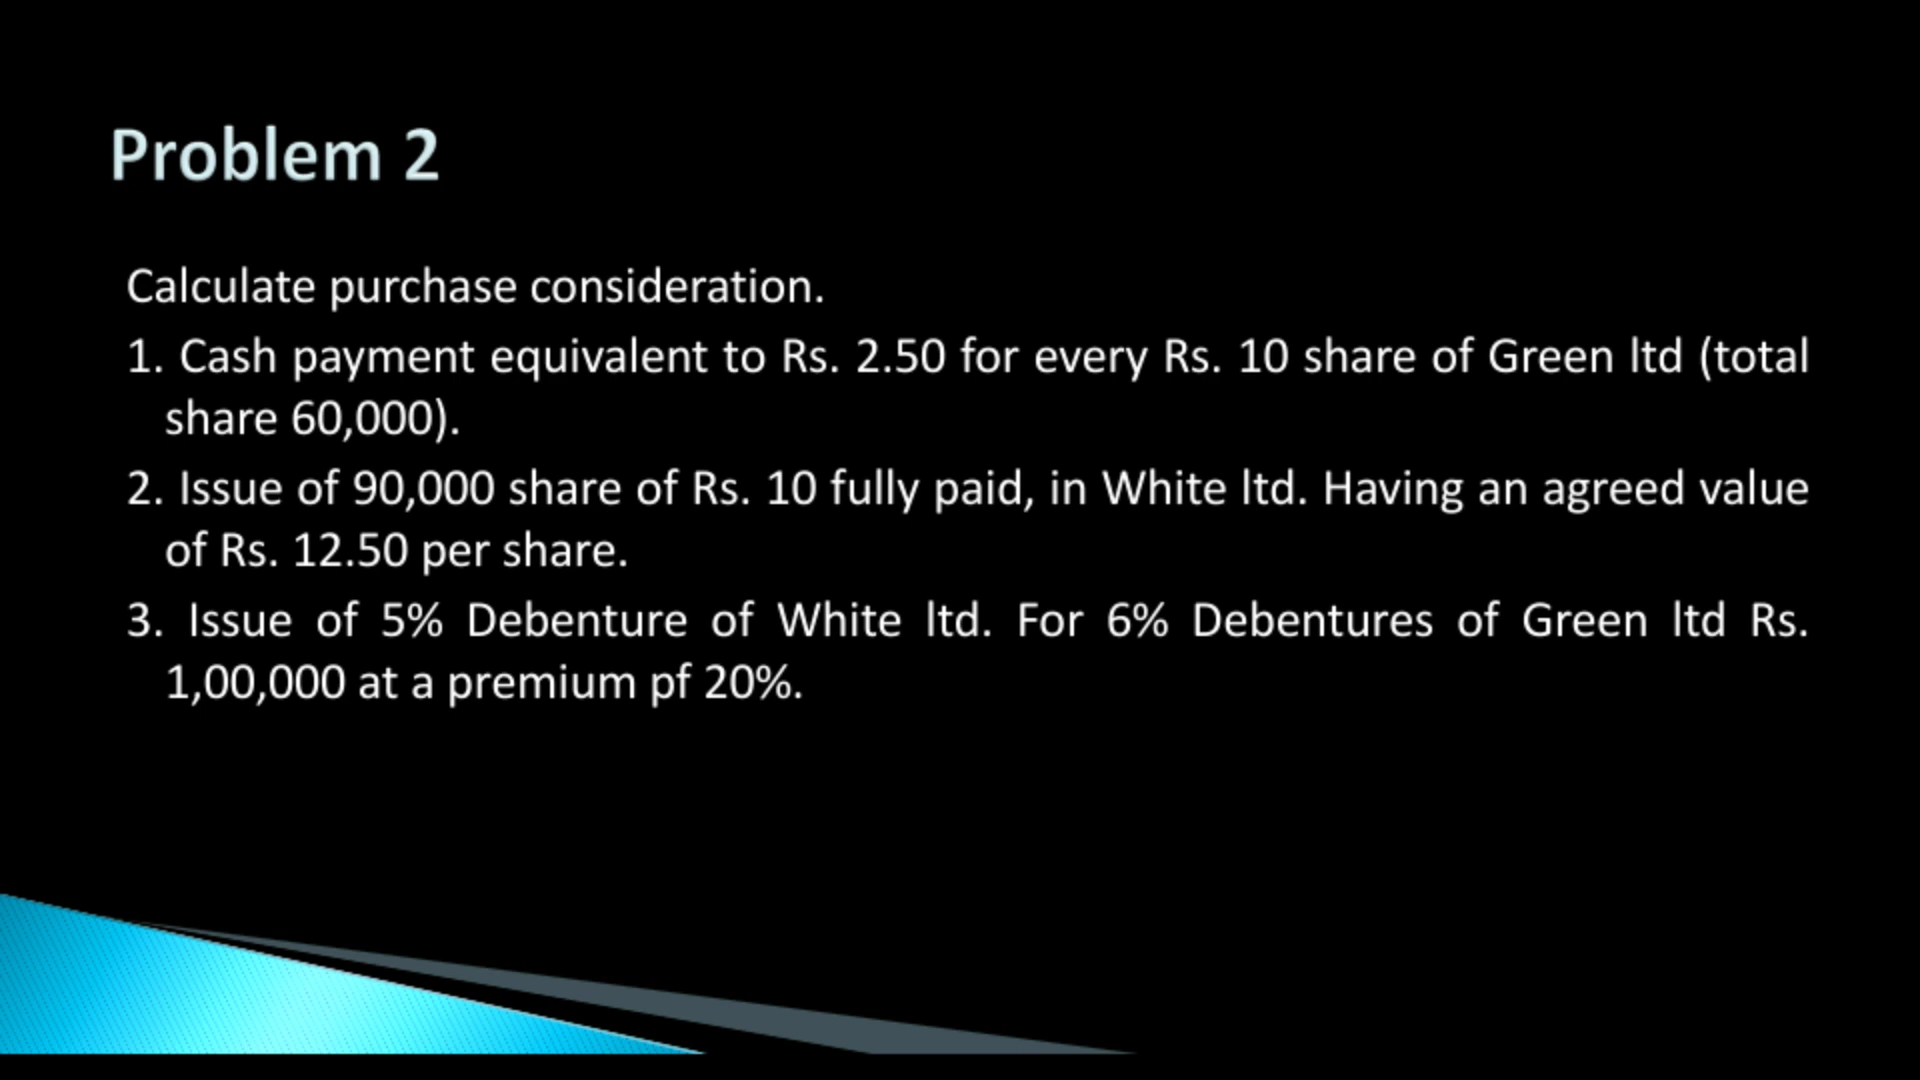 Problem 2
Calculate purchase consideration.
1. Cash payment equivalent to Rs. 2.50 for every Rs. 10 share of Green ltd (total
share 60,000).
2. Issue of 90,000 share of Rs. 10 fully paid, in White ltd. Having an agreed value
of Rs. 12.50 per share.
3. Issue of 5% Debenture of White ltd. For 6% Debentures of Green ltd Rs.
1,00,000 at a premium pf 20%.